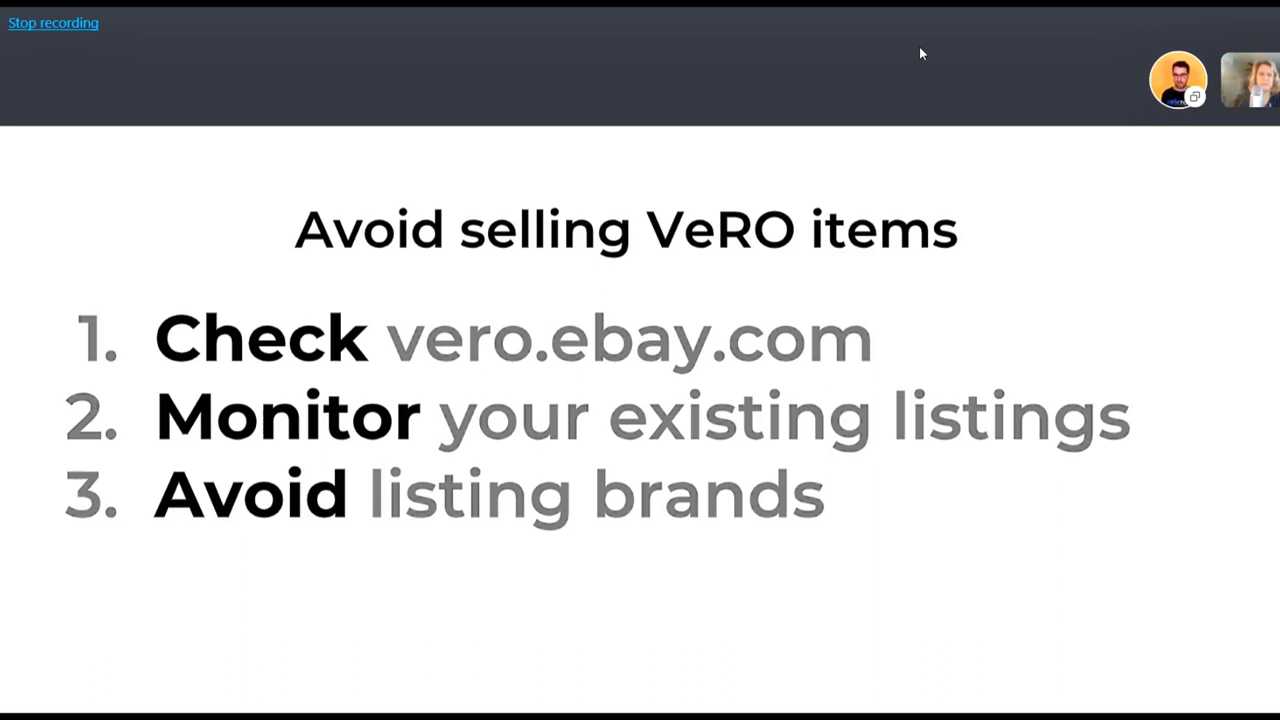 Stop recording
Avoid selling VeRO items
1. Check vero.ebay.com
2. Monitor your existing listings
3. Avoid listing brands